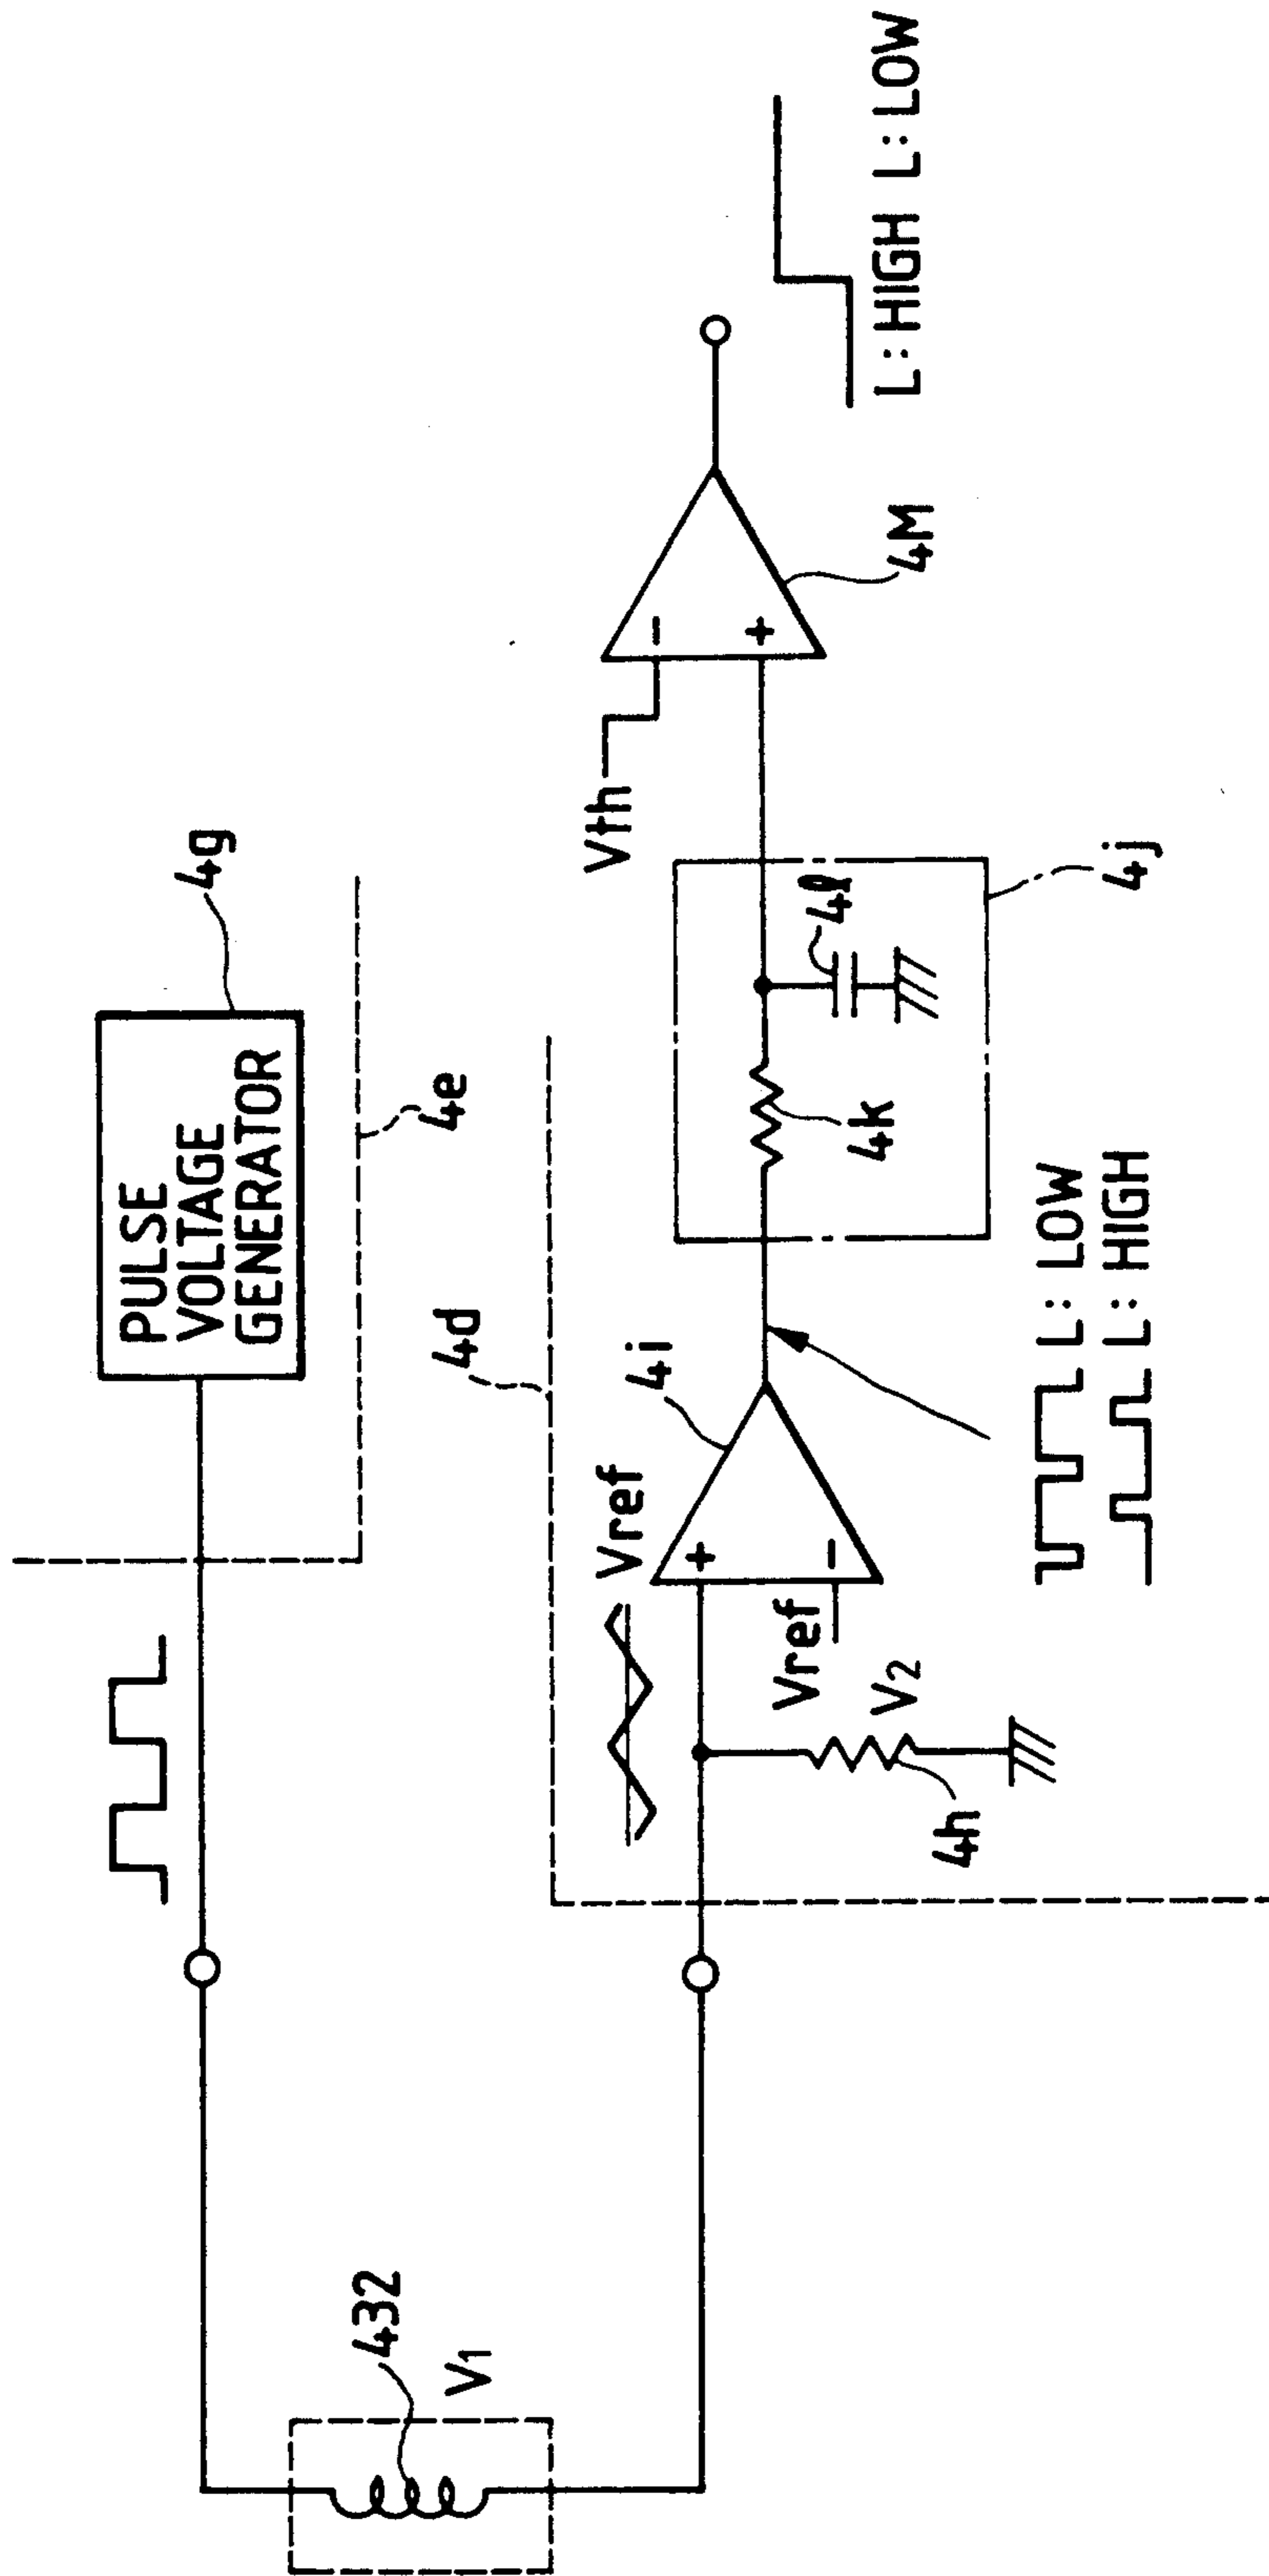 PULSE
VOLTAGE
GENERATOR
4g
4e
432
V1
4d
Vref
4i
Vref
V2
4h
L: LOW
L: HIGH
4k
4ℓ
4j
Vth
4M
L: HIGH L: LOW